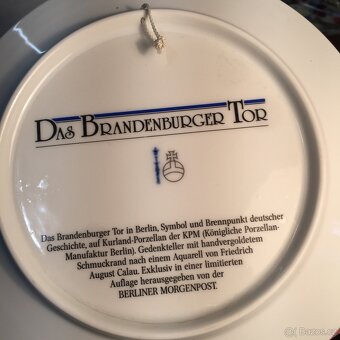 DAS BRANDENBURGER TOR
Das Brandenburger Tor in Berlin, Symbol und Brennpunkt deutscher
Geschichte, auf Kurland-Porzellan der KPM (Königliche Porzellan-
Manufaktur Berlin). Gedenkteller mit handvergoldetem
Schmuckrand nach einem Aquarell von Friedrich
August Calau. Exklusiv in einer limitierten
Auflage herausgegeben von der
BERLINER MORGENPOST.